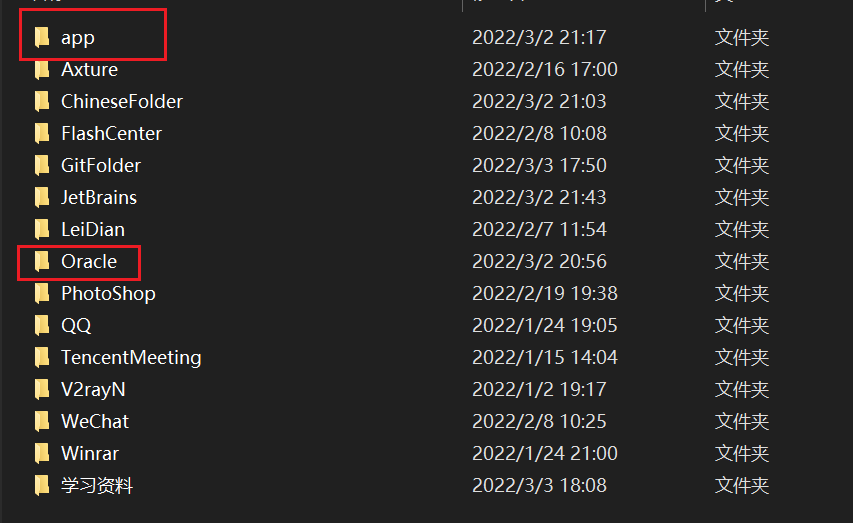 app 2022/3/2 21:17 文件夹
Axture 2022/2/16 17:00 文件夹
ChineseFolder 2022/3/2 21:03 文件夹
FlashCenter 2022/2/8 10:08 文件夹
GitFolder 2022/3/3 17:50 文件夹
JetBrains 2022/3/2 21:43 文件夹
LeiDian 2022/2/7 11:54 文件夹
Oracle 2022/3/2 20:56 文件夹
PhotoShop 2022/2/19 19:38 文件夹
QQ 2022/1/24 19:05 文件夹
TencentMeeting 2022/1/15 14:04 文件夹
V2rayN 2022/1/2 19:17 文件夹
WeChat 2022/2/8 10:25 文件夹
Winrar 2022/1/24 21:00 文件夹
学习资料 2022/3/3 18:08 文件夹